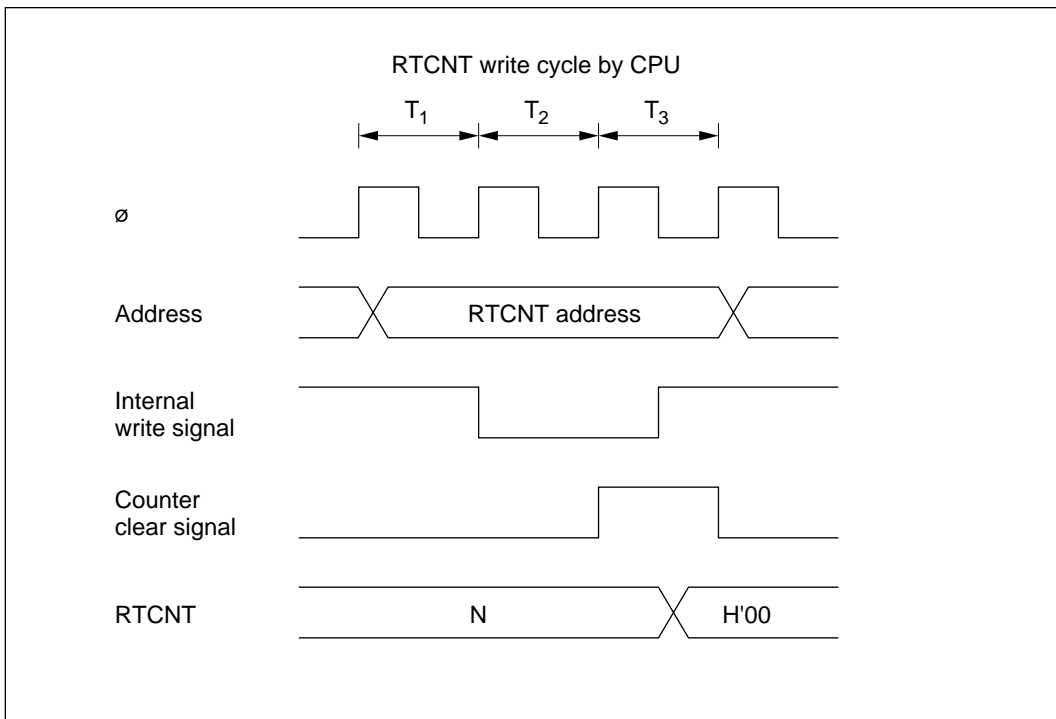 RTCNT write cycle by CPU
T1 T2 T3
ø
Address RTCNT address
Internal
write signal
Counter
clear signal
RTCNT N H'00